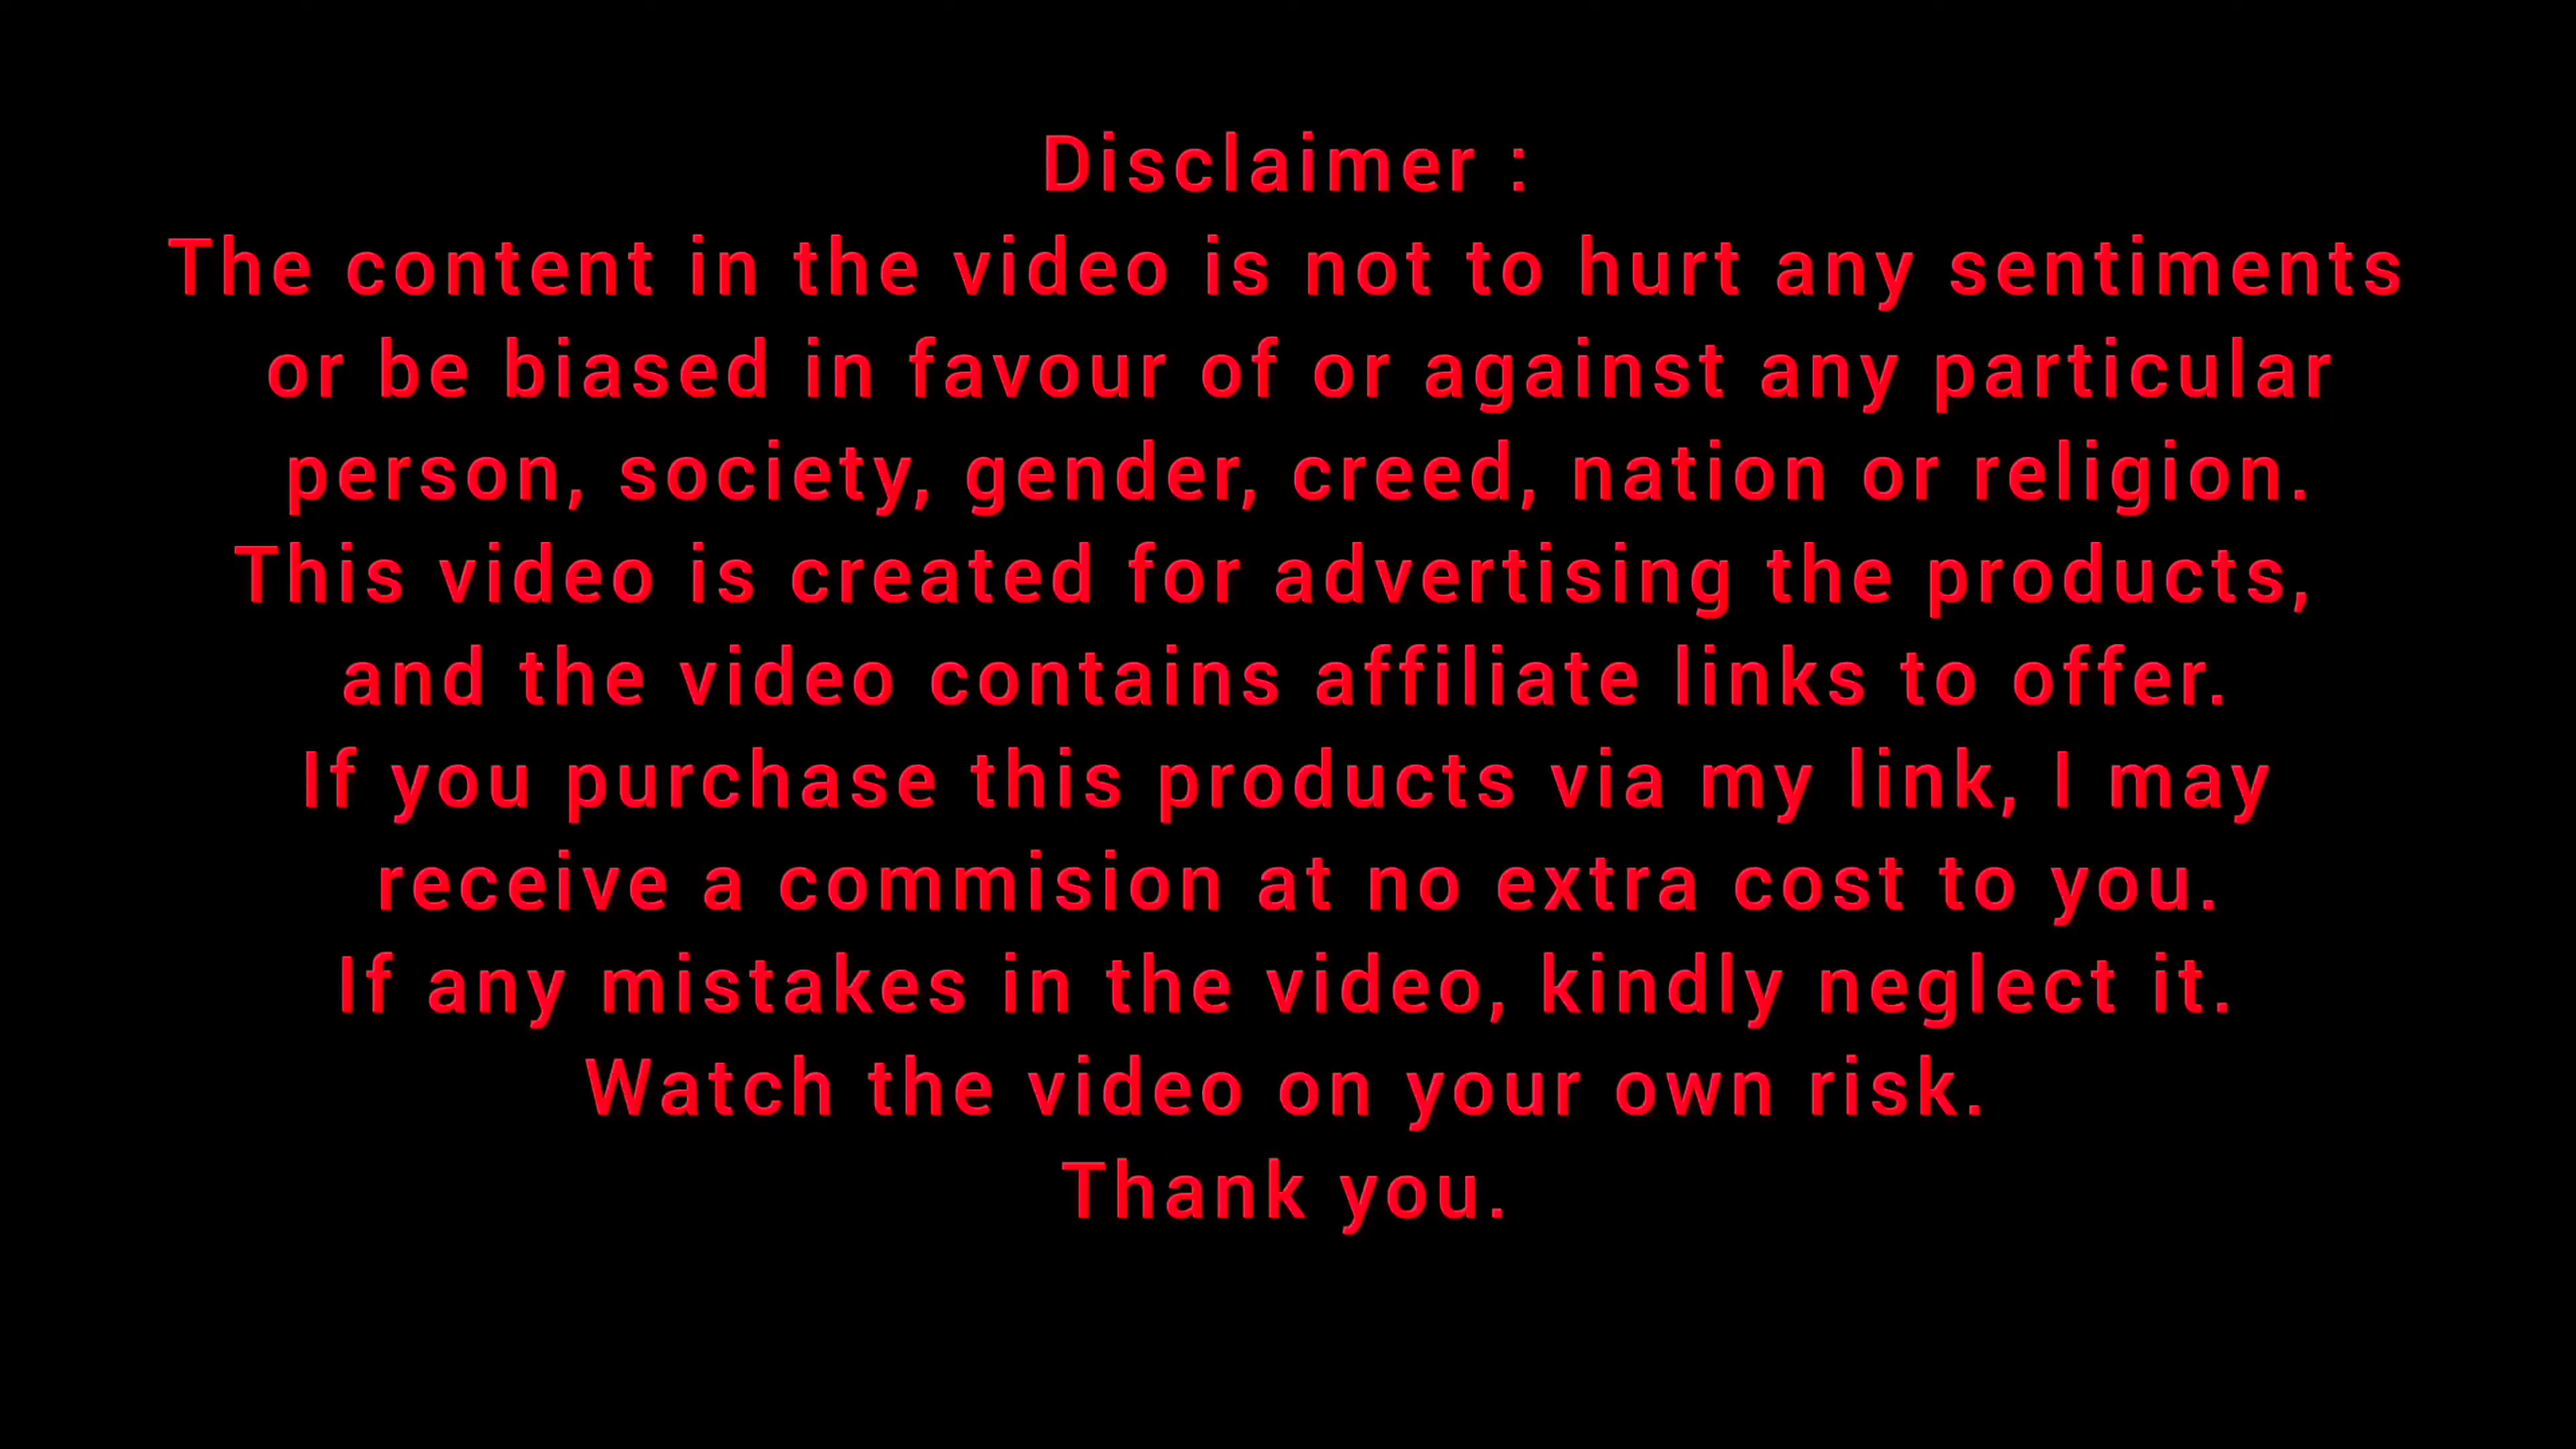 Disclaimer :
The content in the video is not to hurt any sentiments
or be biased in favour of or against any particular
person, society, gender, creed, nation or religion.
This video is created for advertising the products,
and the video contains affiliate links to offer.
If you purchase this products via my link, I may
receive a commision at no extra cost to you.
If any mistakes in the video, kindly neglect it.
Watch the video on your own risk.
Thank you.